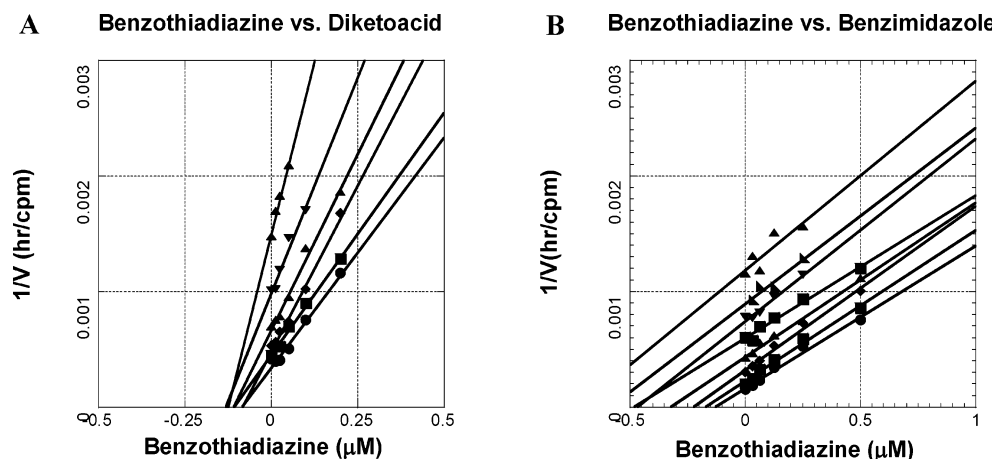 A
Benzothiadiazine vs. Diketoacid
0.003
0.002
0.001
0
1/V (hr/cpm)
-0.5
-0.25
0
0.25
0.5
Benzothiadiazine (μM)
B
Benzothiadiazine vs. Benzimidazole
0.003
0.002
0.001
0
1/V(hr/cpm)
-0.5
0
0.5
1
Benzothiadiazine (μM)